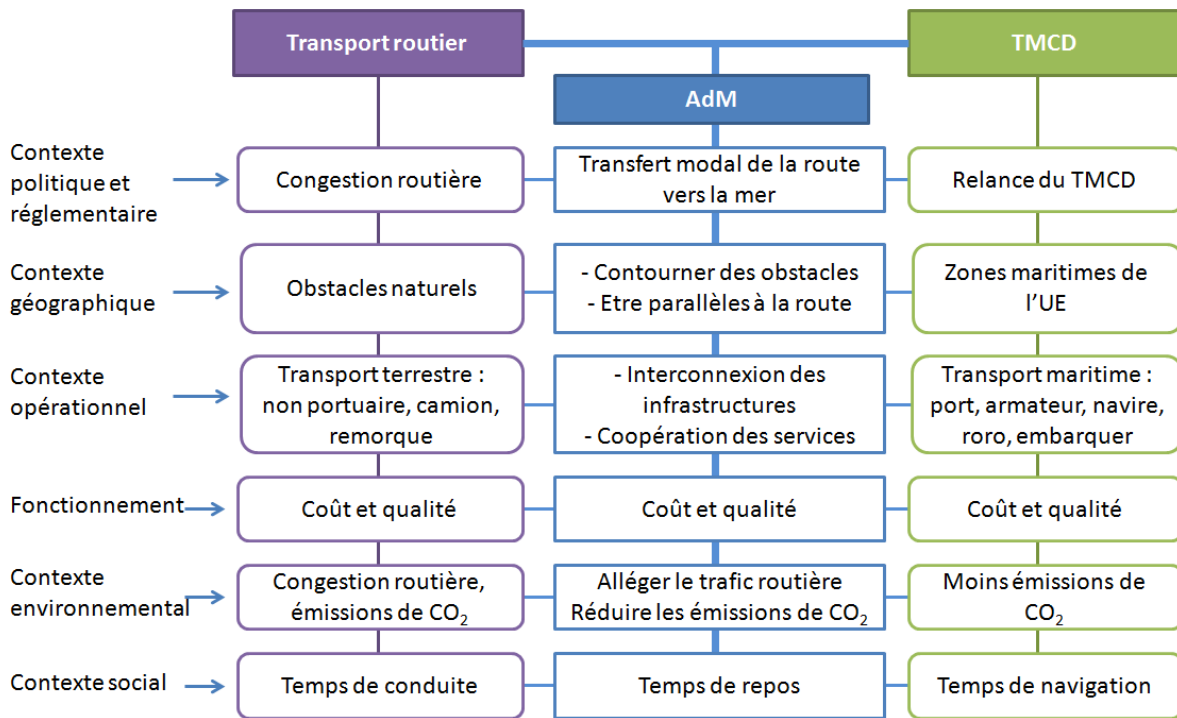 Transport routier
TMCD
AdM
Contexte
politique et
réglementaire
Congestion routière
Transfert modal de la route
vers la mer
Relance du TMCD
Contexte
géographique
Obstacles naturels
- Contourner des obstacles
- Etre parallèles à la route
Zones maritimes de
l’UE
Contexte
opérationnel
Transport terrestre :
non portuaire, camion,
remorque
- Interconnexion des
infrastructures
- Coopération des services
Transport maritime :
port, armateur, navire,
roro, embarquer
Fonctionnement
Coût et qualité
Coût et qualité
Coût et qualité
Contexte
environnemental
Congestion routière,
émissions de CO₂
Alléger le trafic routière
Réduire les émissions de CO₂
Moins émissions de
CO₂
Contexte social
Temps de conduite
Temps de repos
Temps de navigation